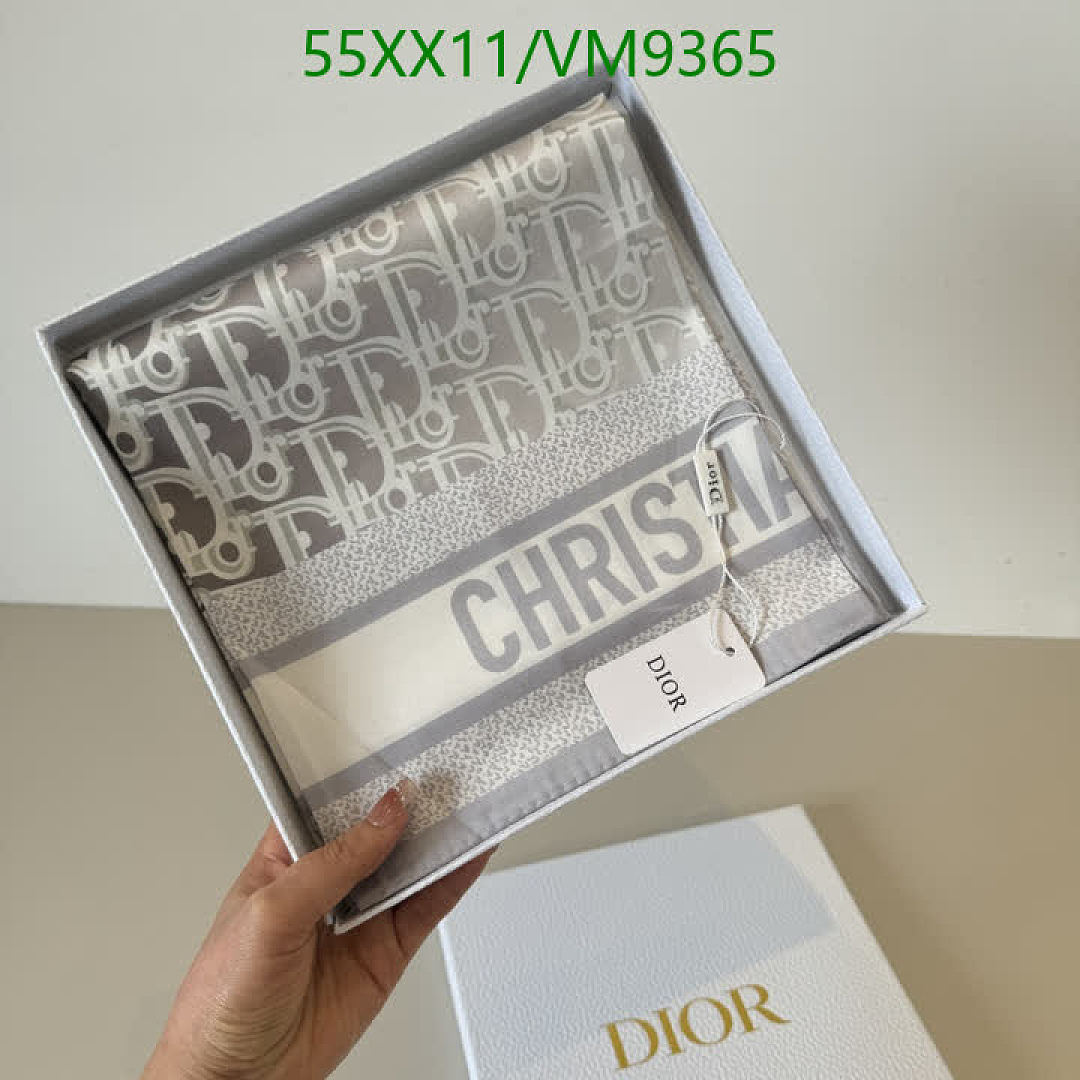 55XX11/VM9365
CHRISTIA
Dior
DIOR
DIOR